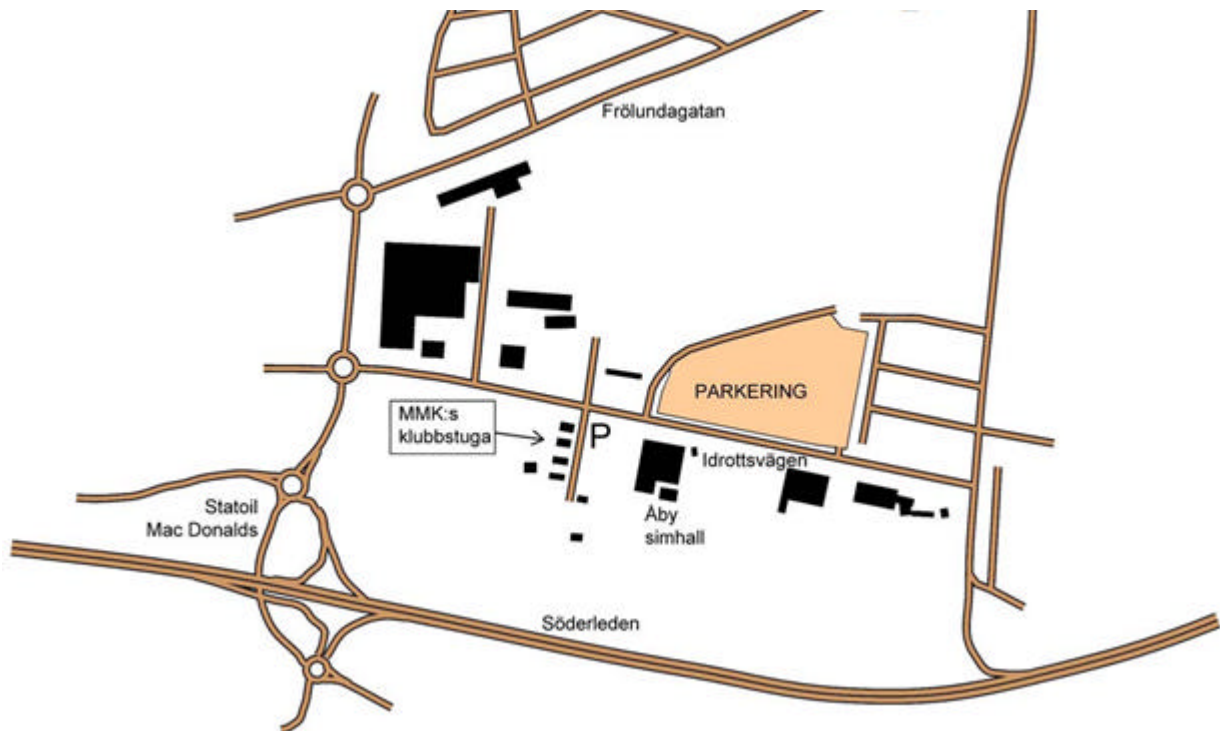 Frölundagatan
PARKERING
MMK:s
klubbstuga
P
Idrottsvägen
Statoil
Mac Donalds
Åby
simhall
Söderleden